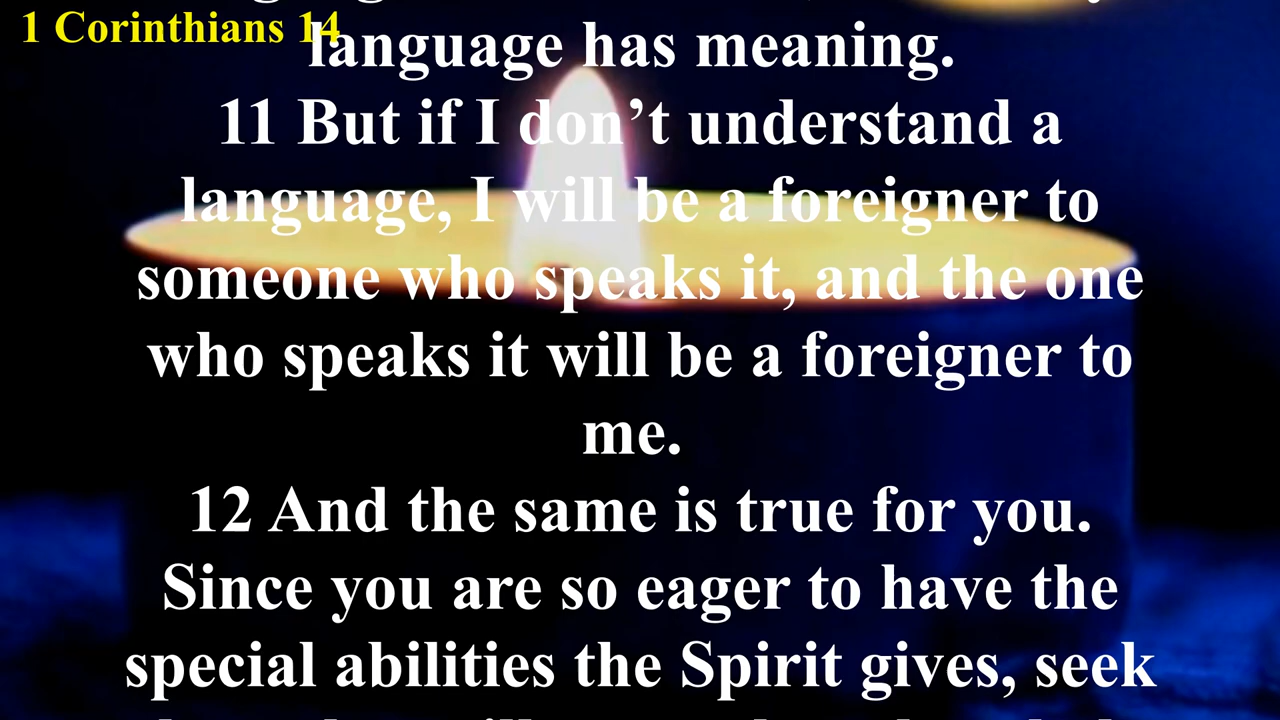 1 Corinthians 14
language has meaning.
11 But if I don’t understand a
language, I will be a foreigner to
someone who speaks it, and the one
who speaks it will be a foreigner to
me.
12 And the same is true for you.
Since you are so eager to have the
special abilities the Spirit gives, seek